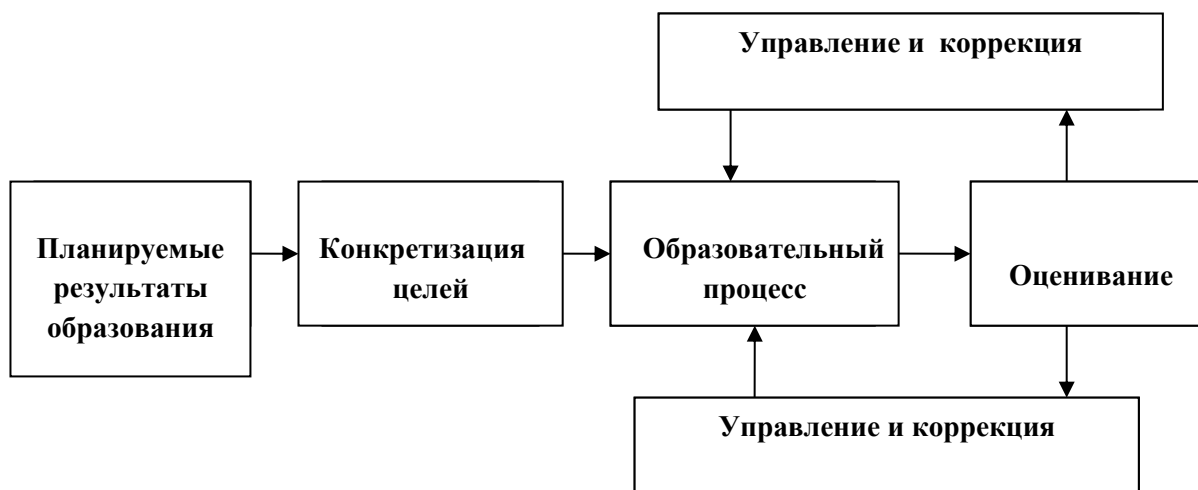 Управление и коррекция
Планируемые
результаты
образования
Конкретизация
целей
Образовательный
процесс
Оценивание
Управление и коррекция